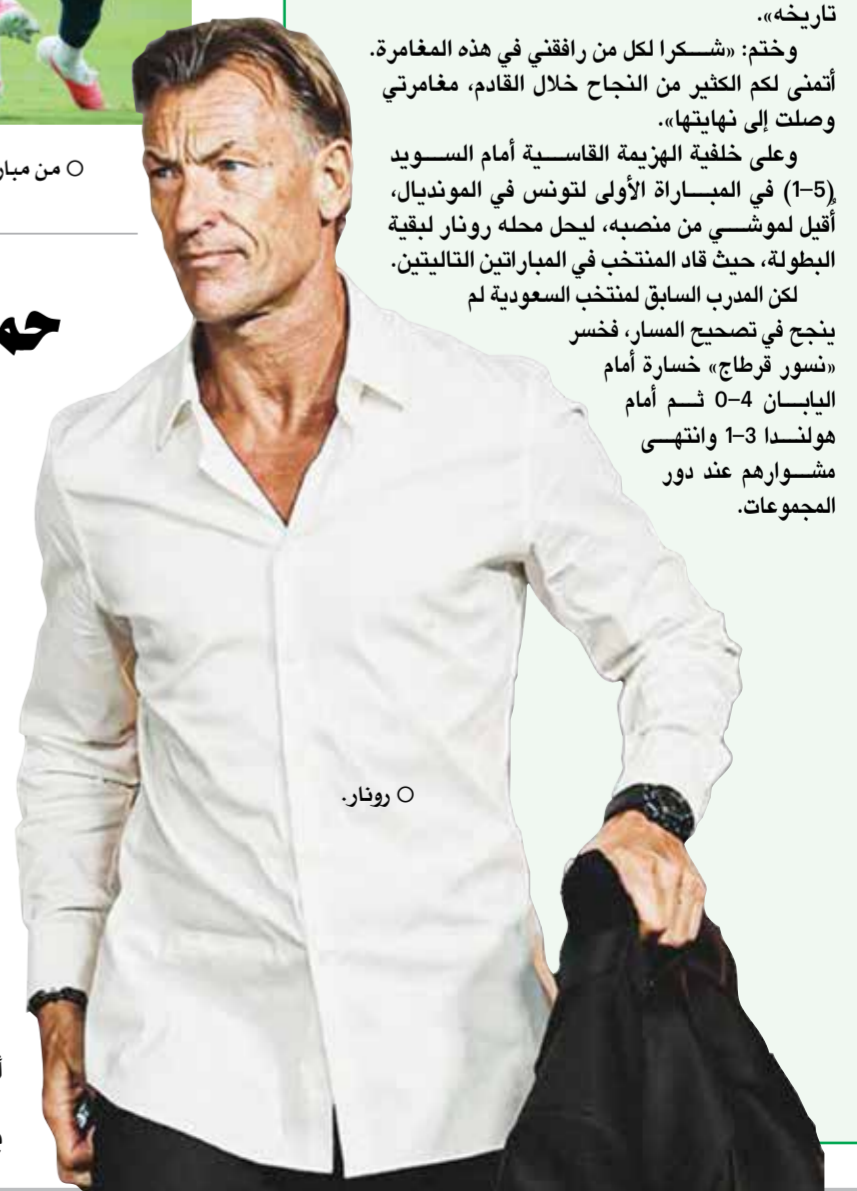 تاريخه».
وختم: «شكرا لكل من رافقني في هذه المغامرة.
أتمنى لكم الكثير من النجاح خلال القادم، مغامرتي
وصلت إلى نهايتها».
وعلى خلفية الهزيمة القاسية أمام السويد
(5–1) في المباراة الأولى لتونس في المونديال،
أُقيل لموشي من منصبه، ليحل محله رونار لبقية
البطولة، حيث قاد المنتخب في المباراتين التاليتين.
لكن المدرب السابق لمنتخب السعودية لم
ينجح في تصحيح المسار، فخسر
«نسور قرطاج» خسارة أمام
اليابان 4–0 ثم أمام
هولندا 3–1 وانتهى
مشوارهم عند دور
المجموعات.
○ من
○ رونار.